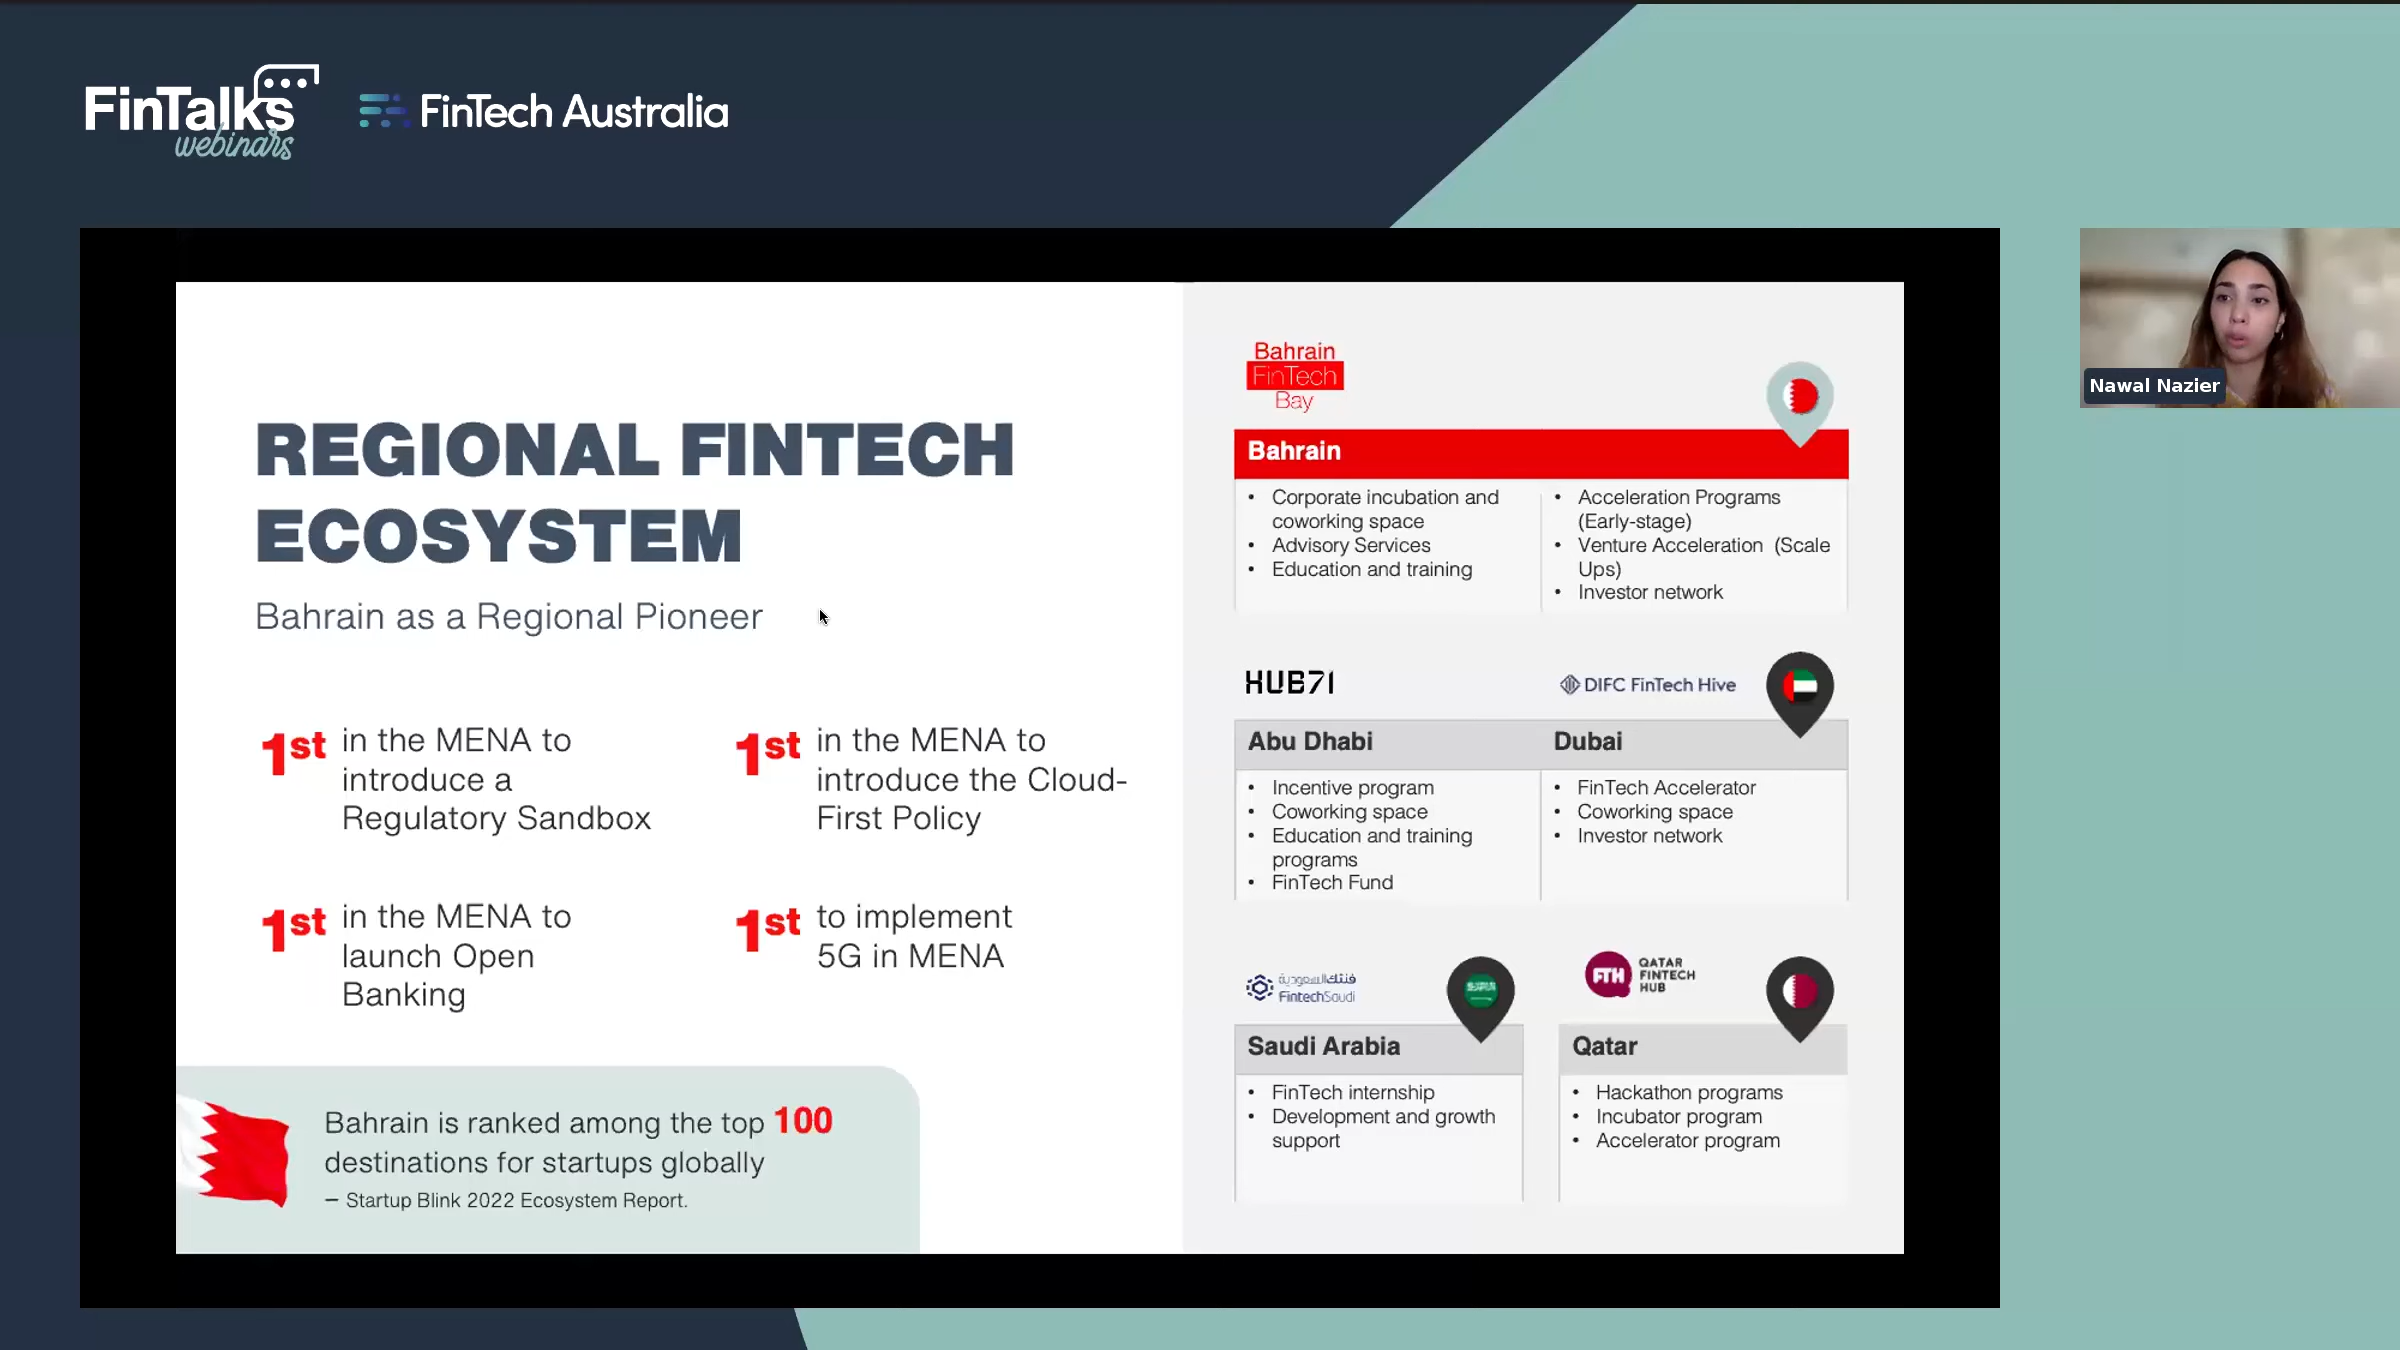 FinTalks
webinars
FinTech Australia
Nawal Nazier
REGIONAL FINTECH
ECOSYSTEM
Bahrain as a Regional Pioneer
1st in the MENA to
introduce a
Regulatory Sandbox
1st in the MENA to
introduce the Cloud-
First Policy
1st in the MENA to
launch Open
Banking
1st to implement
5G in MENA
Bahrain is ranked among the top 100
destinations for startups globally
– Startup Blink 2022 Ecosystem Report.
Bahrain
FinTech
Bay
Bahrain
• Corporate incubation and
coworking space
• Advisory Services
• Education and training
• Acceleration Programs
(Early-stage)
• Venture Acceleration (Scale
Ups)
• Investor network
HUB71
DIFC FinTech Hive
Abu Dhabi
• Incentive program
• Coworking space
• Education and training
programs
• FinTech Fund
Dubai
• FinTech Accelerator
• Coworking space
• Investor network
فنتك السعودية
FintechSaudi
Saudi Arabia
• FinTech internship
• Development and growth
support
FTH
QATAR
FINTECH
HUB
Qatar
• Hackathon programs
• Incubator program
• Accelerator program